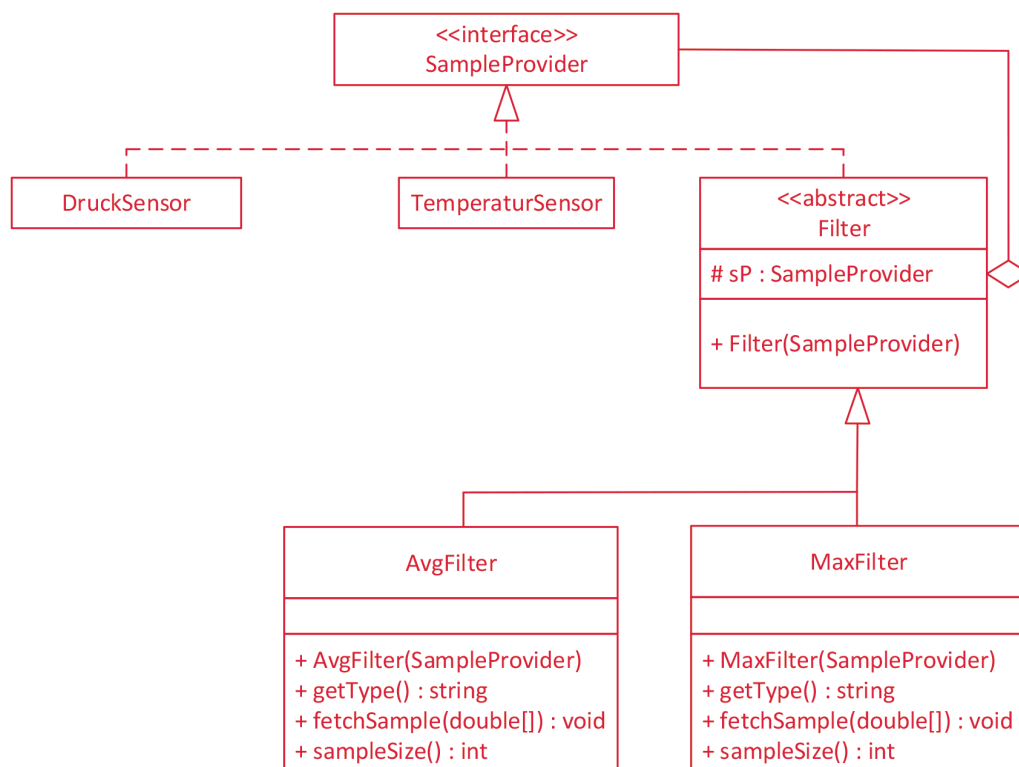 <<interface>>
SampleProvider
DruckSensor
TemperaturSensor
<<abstract>>
Filter
# sP : SampleProvider
+ Filter(SampleProvider)
AvgFilter
+ AvgFilter(SampleProvider)
+ getType() : string
+ fetchSample(double[]) : void
+ sampleSize() : int
MaxFilter
+ MaxFilter(SampleProvider)
+ getType() : string
+ fetchSample(double[]) : void
+ sampleSize() : int